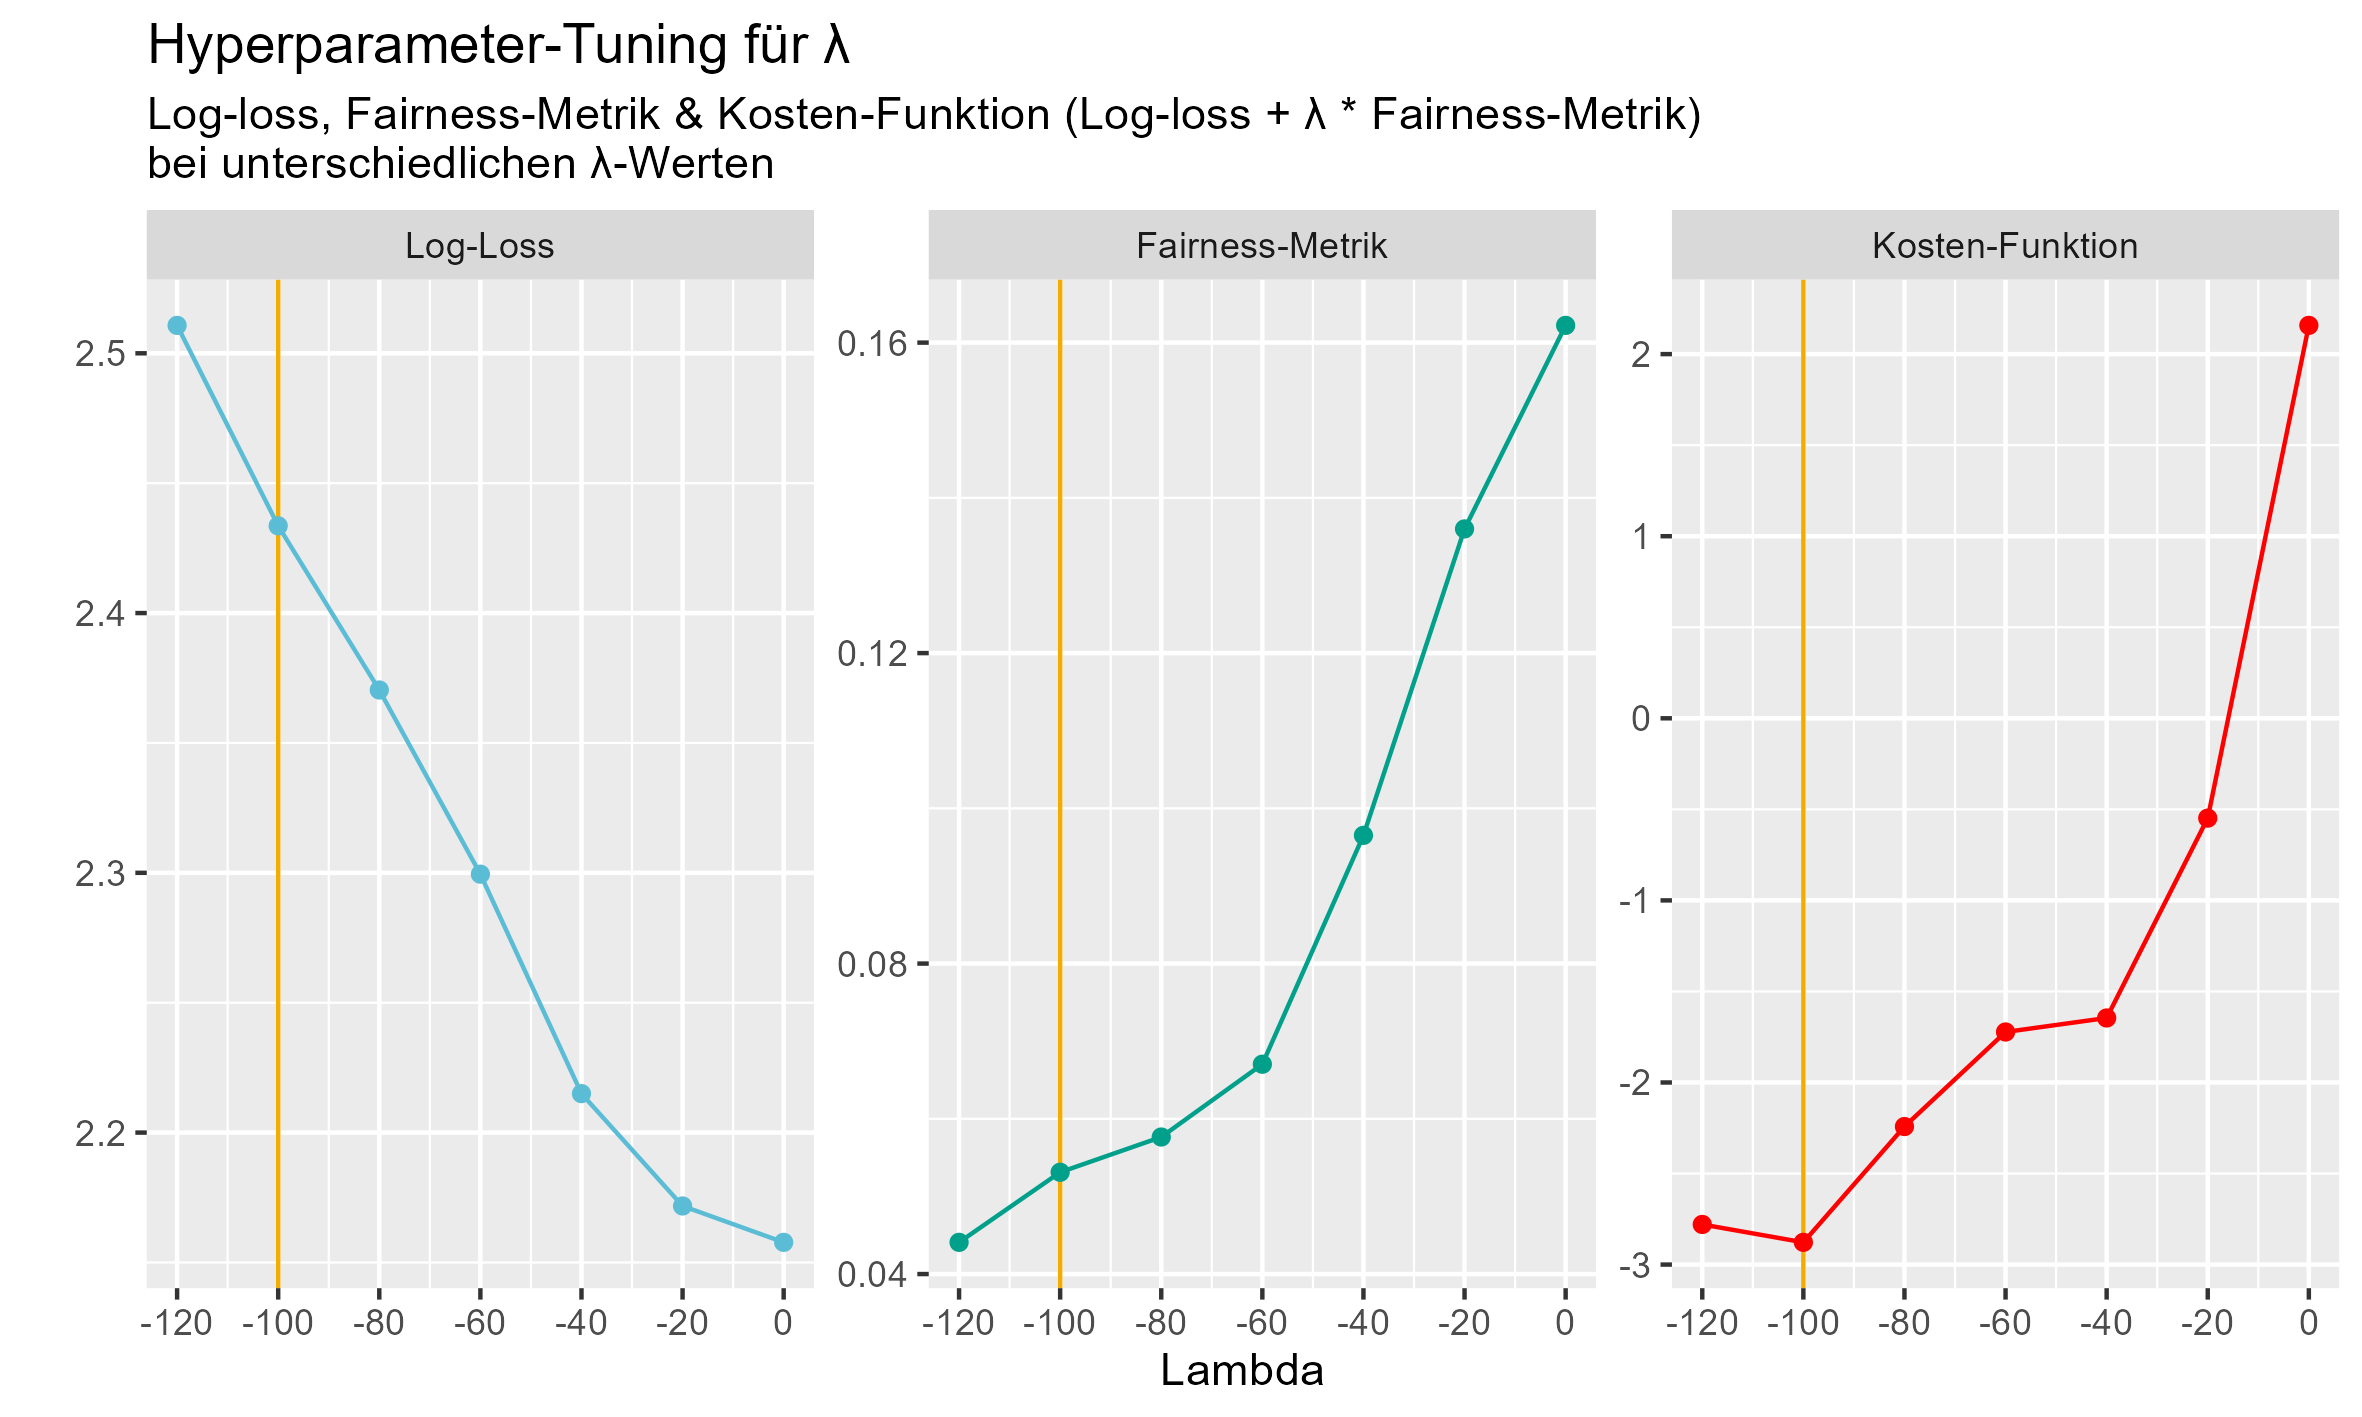 Hyperparameter-Tuning für λ
Log-loss, Fairness-Metrik & Kosten-Funktion (Log-loss + λ * Fairness-Metrik)
bei unterschiedlichen λ-Werten
Log-Loss
2.5
2.4
2.3
2.2
-120 -100 -80 -60 -40 -20 0
Fairness-Metrik
0.16
0.12
0.08
0.04
-120 -100 -80 -60 -40 -20 0
Kosten-Funktion
2
1
0
-1
-2
-3
-120 -100 -80 -60 -40 -20 0
Lambda